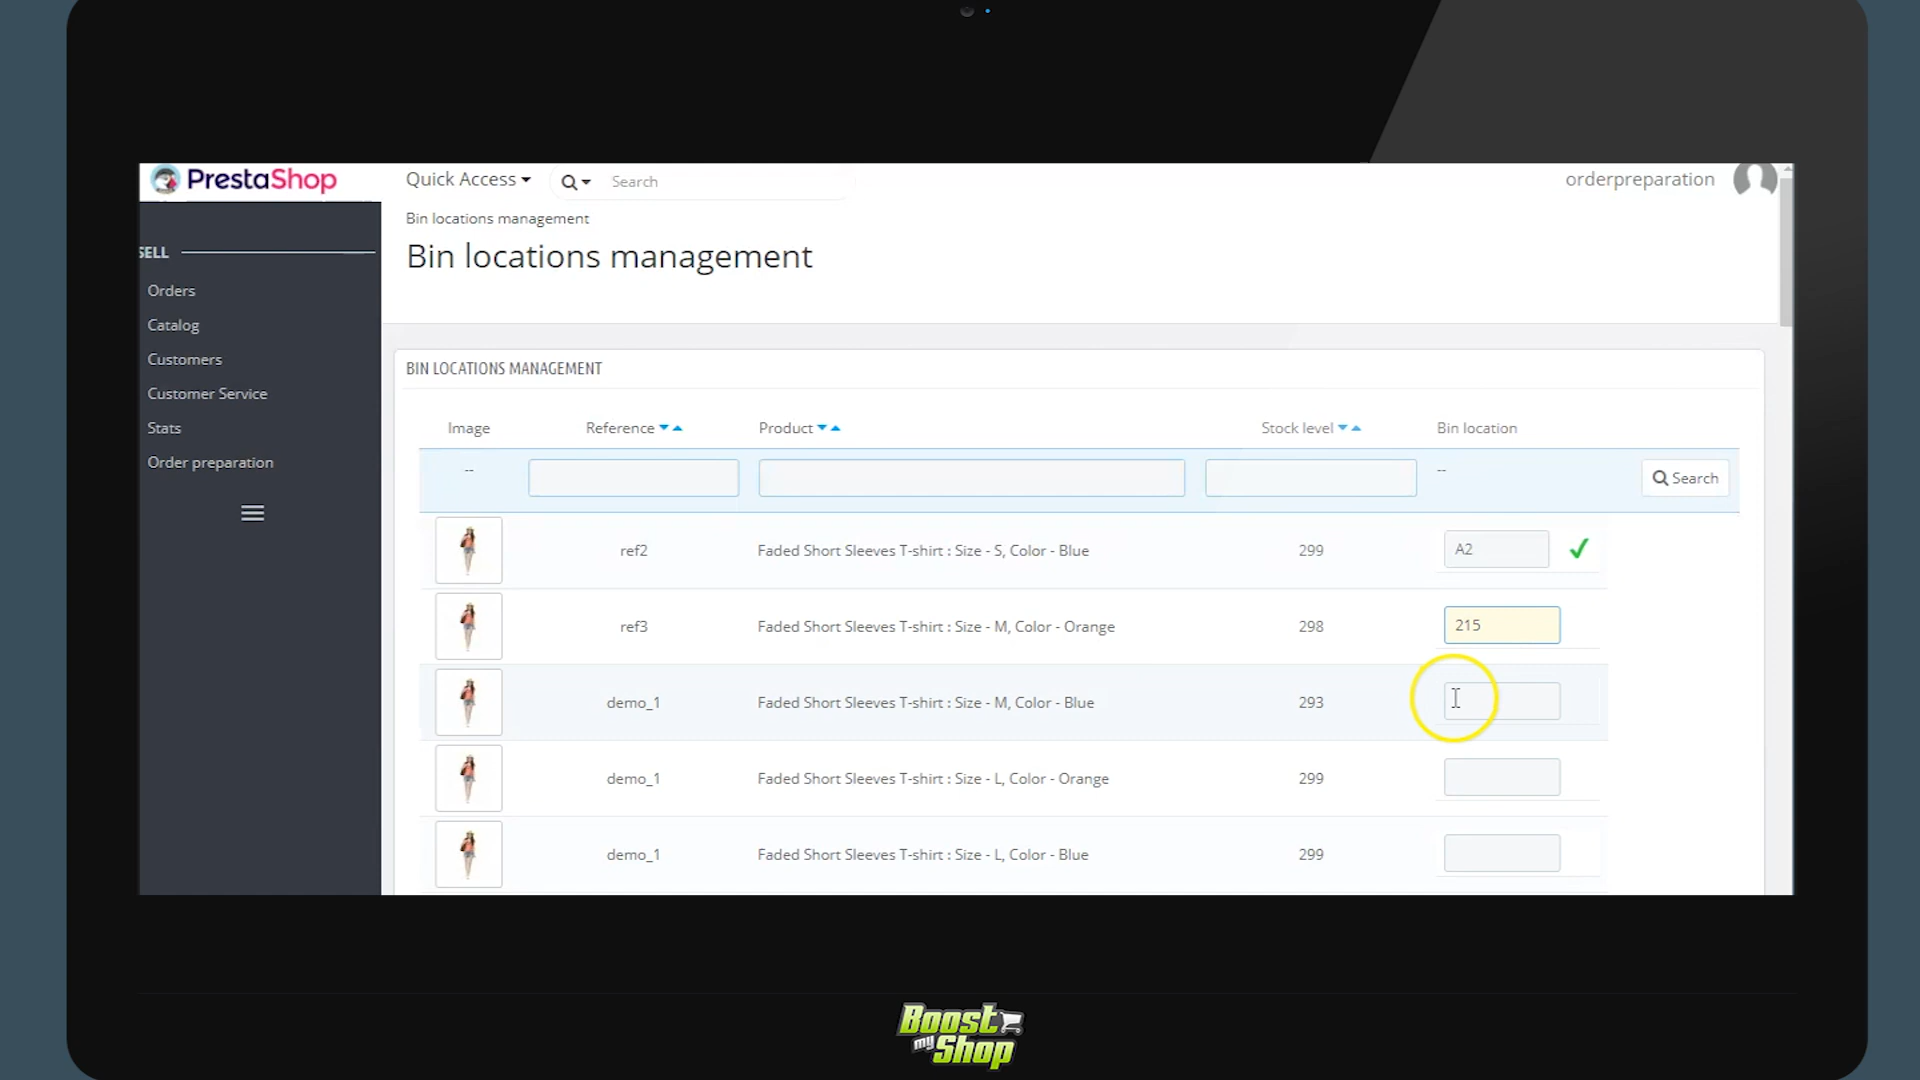 PrestaShop
Quick Access
Search
orderpreparation
Bin locations management
Bin locations management
SELL
Orders
Catalog
Customers
Customer Service
Stats
Order preparation
BIN LOCATIONS MANAGEMENT
Image Reference Product Stock level Bin location
-- -- Search
ref2 Faded Short Sleeves T-shirt : Size - S, Color - Blue 299 A2
ref3 Faded Short Sleeves T-shirt : Size - M, Color - Orange 298 215
demo_1 Faded Short Sleeves T-shirt : Size - M, Color - Blue 293
demo_1 Faded Short Sleeves T-shirt : Size - L, Color - Orange 299
demo_1 Faded Short Sleeves T-shirt : Size - L, Color - Blue 299
Boost
my Shop